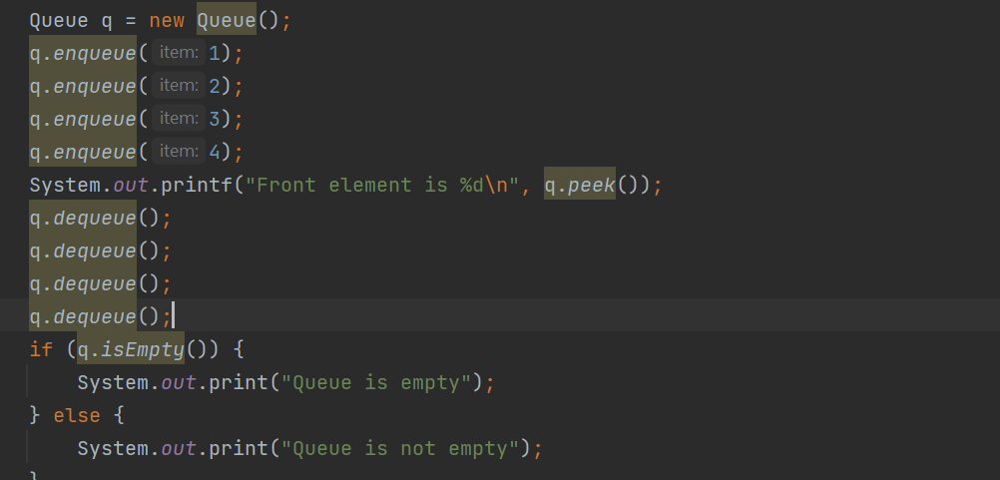 Queue q = new Queue();
q.enqueue( item: 1);
q.enqueue( item: 2);
q.enqueue( item: 3);
q.enqueue( item: 4);
System.out.printf("Front element is %d\n", q.peek());
q.dequeue();
q.dequeue();
q.dequeue();
q.dequeue();
if (q.isEmpty()) {
    System.out.print("Queue is empty");
} else {
    System.out.print("Queue is not empty");
}